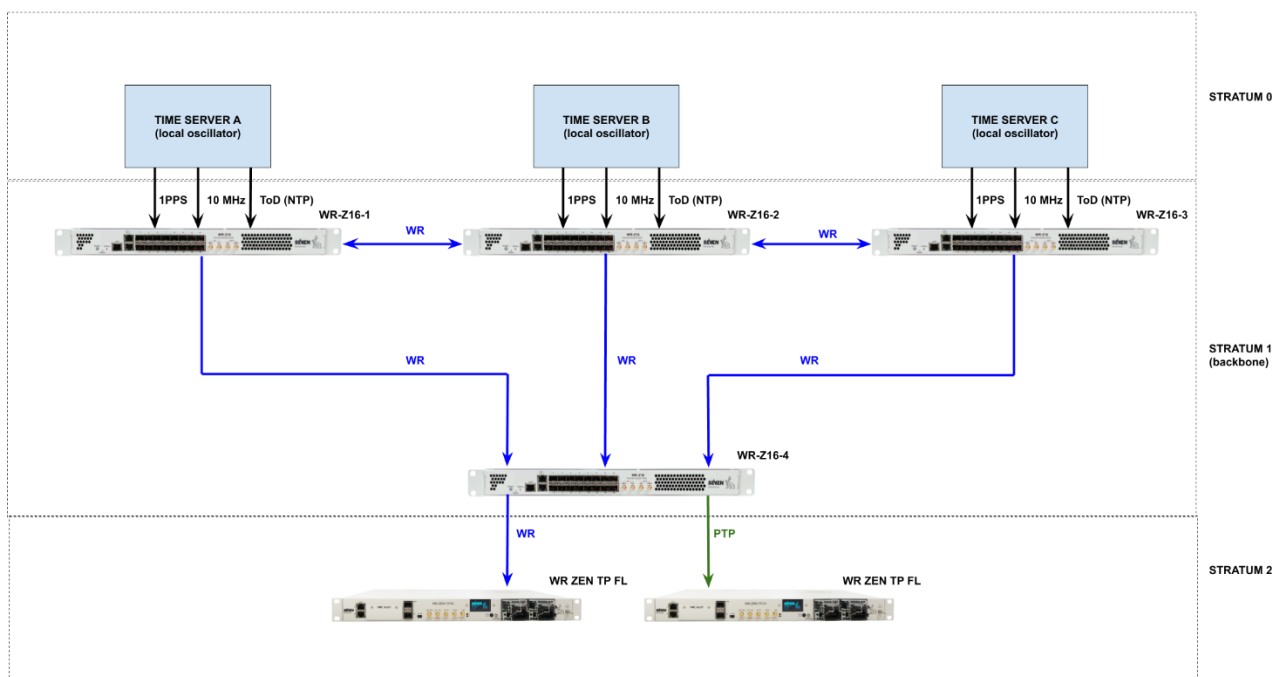 STRATUM 0
TIME SERVER A
(local oscillator)
TIME SERVER B
(local oscillator)
TIME SERVER C
(local oscillator)
1PPS
10 MHz
ToD (NTP)
1PPS
10 MHz
ToD (NTP)
1PPS
10 MHz
ToD (NTP)
WR-Z16-1
WR-Z16-2
WR-Z16-3
WR
WR
STRATUM 1
(backbone)
WR
WR
WR
WR-Z16-4
WR
PTP
STRATUM 2
WR ZEN TP FL
WR ZEN TP FL